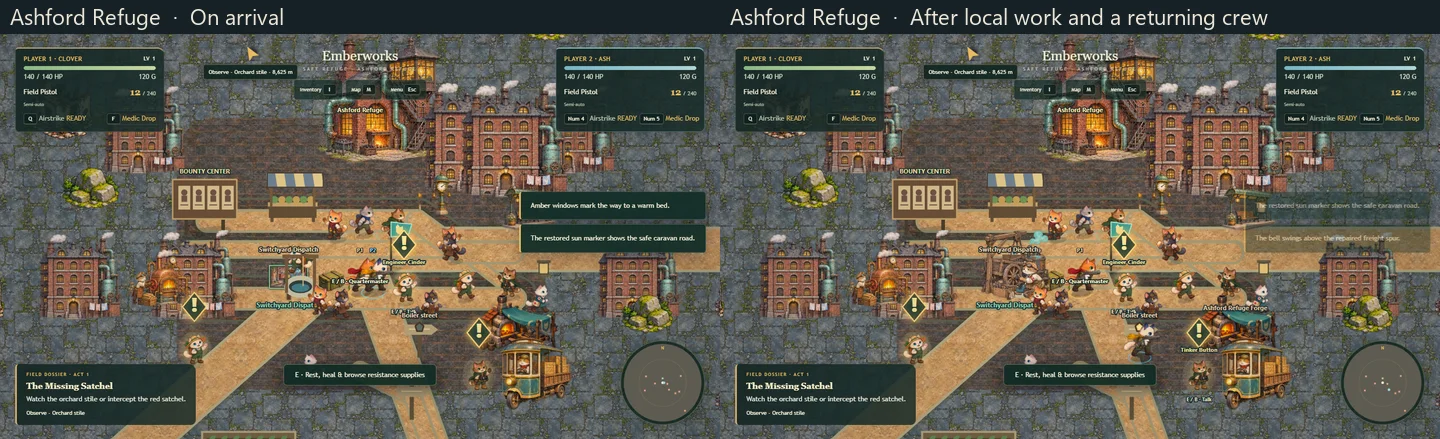 Ashford Refuge · On arrival
PLAYER 1 · CLOVER LV 1
140 / 140 HP 120 G
Field Pistol 12 / 240
Semi-auto
Q Airstrike READY F Medic Drop
Observe · Orchard stile · 8,625 m
Emberworks
SAFE REFUGE · ASHFORD
Inventory I Map M Menu Esc
Ashford Refuge
PLAYER 2 · ASH LV 1
140 / 140 HP 120 G
Field Pistol 12 / 240
Semi-auto
Num 4 Airstrike READY Num 5 Medic Drop
BOUNTY CENTER
Amber windows mark the way to a warm bed.
The restored sun marker shows the safe caravan road.
Switchyard Dispatch
P1 P2
Engineer Cinder
E / B · Quartermaster
Switchyard Dispat
Boiler street
E · Rest, heal & browse resistance supplies
FIELD DOSSIER · ACT 1
The Missing Satchel
Watch the orchard stile or intercept the red satchel.
Observe · Orchard stile
Ashford Refuge · After local work and a returning crew
PLAYER 1 · CLOVER LV 1
140 / 140 HP 120 G
Field Pistol 12 / 240
Semi-auto
Q Airstrike READY F Medic Drop
Observe · Orchard stile · 8,625 m
Emberworks
SAFE REFUGE · ASHFORD
Inventory I Map M Menu Esc
Ashford Refuge
PLAYER 2 · ASH LV 1
140 / 140 HP 120 G
Field Pistol 12 / 240
Semi-auto
Num 4 Airstrike READY Num 5 Medic Drop
BOUNTY CENTER
The restored sun marker shows the safe caravan road.
The bell swings above the repaired freight spur.
Switchyard Dispatch
P1
Engineer Cinder
E / B · Quartermaster
Switchyard Dispat
Ashford Refuge Forge
Boiler street
Tinker Button
E · Rest, heal & browse resistance supplies
E / B · Talk
FIELD DOSSIER · ACT 1
The Missing Satchel
Watch the orchard stile or intercept the red satchel.
Observe · Orchard stile